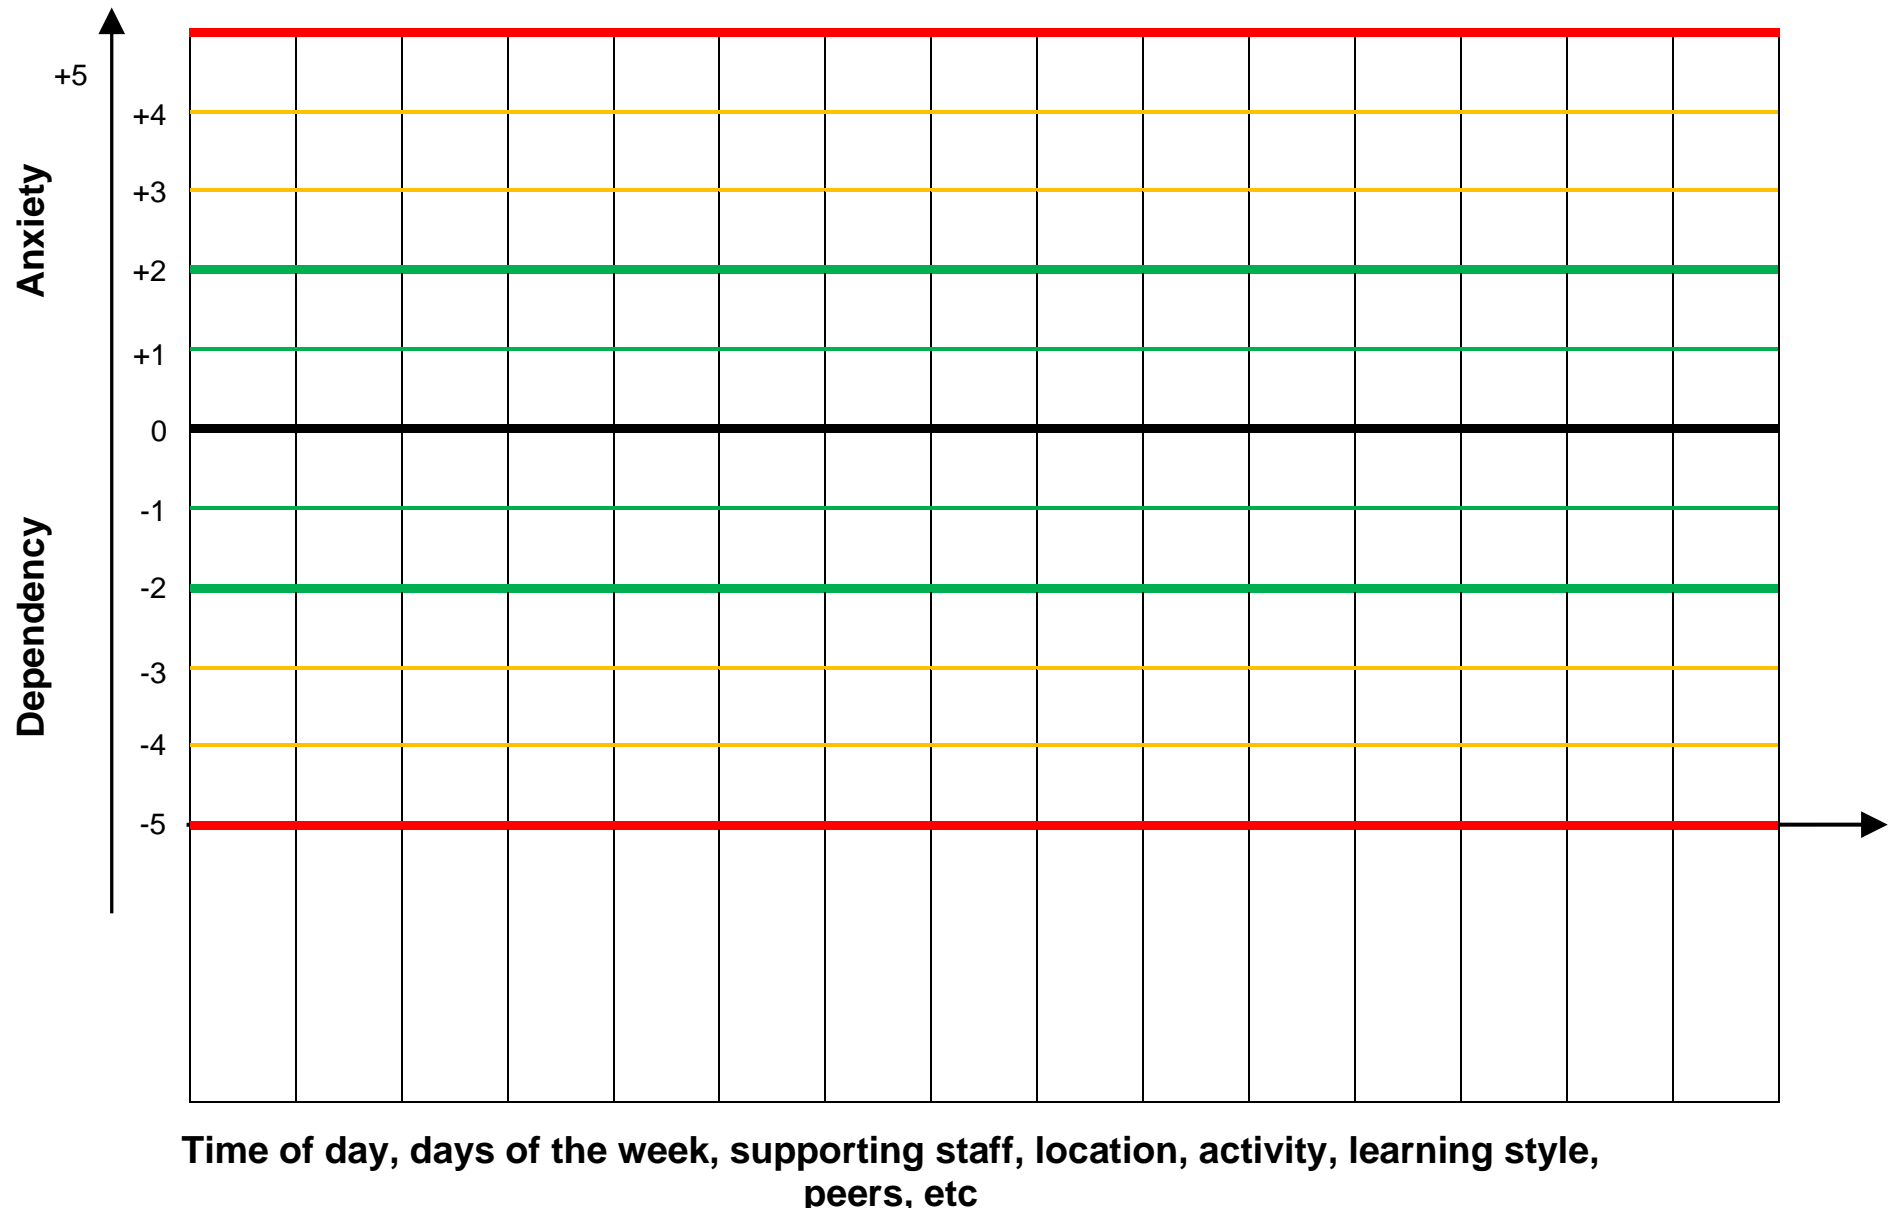 +5
+4
+3
Anxiety
+2
+1
0
-1
Dependency
-2
-3
-4
-5
Time of day, days of the week, supporting staff, location, activity, learning style,
peers, etc